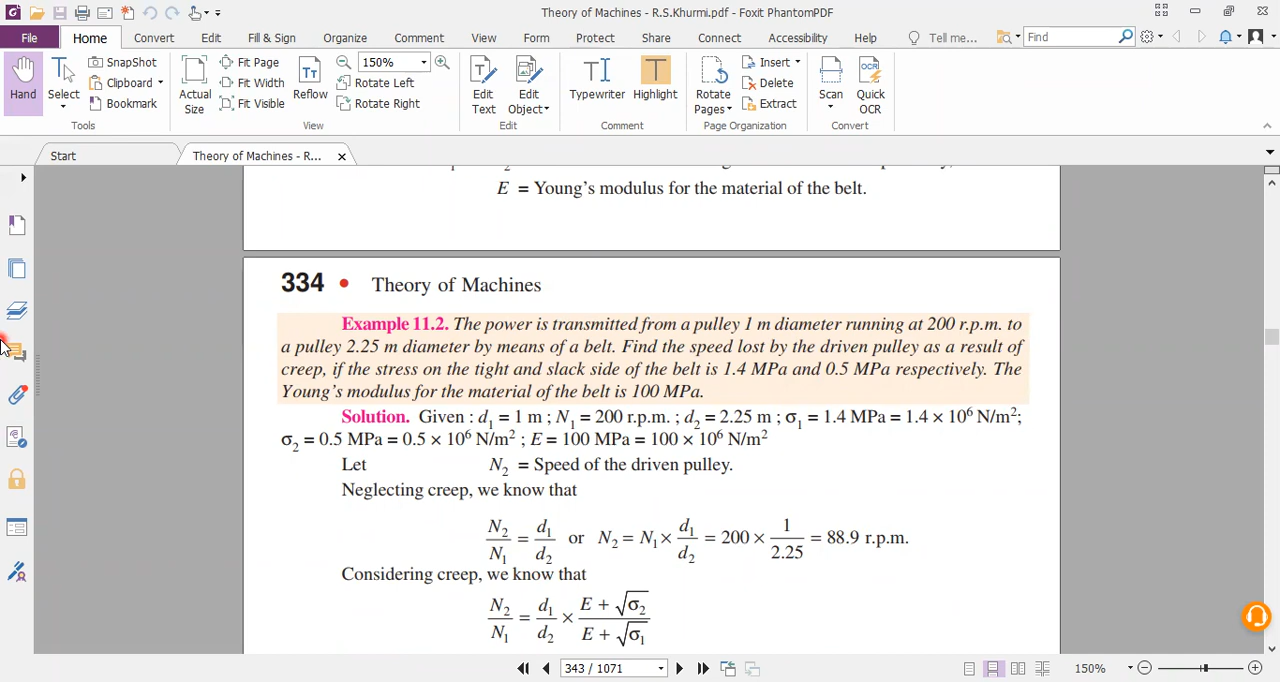 Theory of Machines - R.S.Khurmi.pdf - Foxit PhantomPDF
File Home Convert Edit Fill & Sign Organize Comment View Form Protect Share Connect Accessibility Help Tell me... Find
Hand
Select
SnapShot
Clipboard
Bookmark
Tools
Actual Size
Fit Page
Fit Width
Fit Visible
Reflow
150%
Rotate Left
Rotate Right
View
Edit Text
Edit Object
Edit
Typewriter
Highlight
Comment
Rotate Pages
Insert
Delete
Extract
Page Organization
Scan
Quick OCR
Convert
Start
Theory of Machines - R.S.K...
E = Young's modulus for the material of the belt.
334 • Theory of Machines
Example 11.2. The power is transmitted from a pulley 1 m diameter running at 200 r.p.m. to
a pulley 2.25 m diameter by means of a belt. Find the speed lost by the driven pulley as a result of
creep, if the stress on the tight and slack side of the belt is 1.4 MPa and 0.5 MPa respectively. The
Young's modulus for the material of the belt is 100 MPa.
Solution. Given : d₁ = 1 m ; N₁ = 200 r.p.m. ; d₂ = 2.25 m ; σ₁ = 1.4 MPa = 1.4 × 10⁶ N/m²;
σ₂ = 0.5 MPa = 0.5 × 10⁶ N/m² ; E = 100 MPa = 100 × 10⁶ N/m²
Let N₂ = Speed of the driven pulley.
Neglecting creep, we know that
N₂/N₁ = d₁/d₂ or N₂ = N₁ × d₁/d₂ = 200 × 1/2.25 = 88.9 r.p.m.
Considering creep, we know that
N₂/N₁ = d₁/d₂ × (E + √σ₂)/(E + √σ₁)
343 / 1071
150%